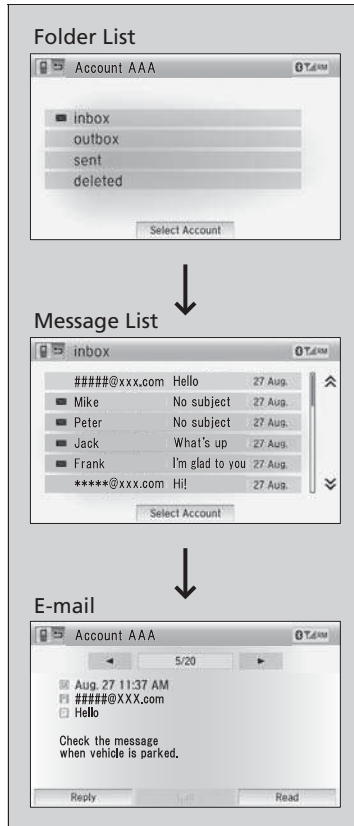 Folder List
Account AAA
inbox
outbox
sent
deleted
Select Account
Message List
inbox
#####@xxx.com Hello 27 Aug.
Mike No subject 27 Aug.
Peter No subject 27 Aug.
Jack What's up 27 Aug.
Frank I'm glad to you 27 Aug.
*****@xxx.com Hi! 27 Aug.
Select Account
E-mail
Account AAA
5/20
Aug. 27 11:37 AM
#####@XXX.com
Hello
Check the message
when vehicle is parked.
Reply Read